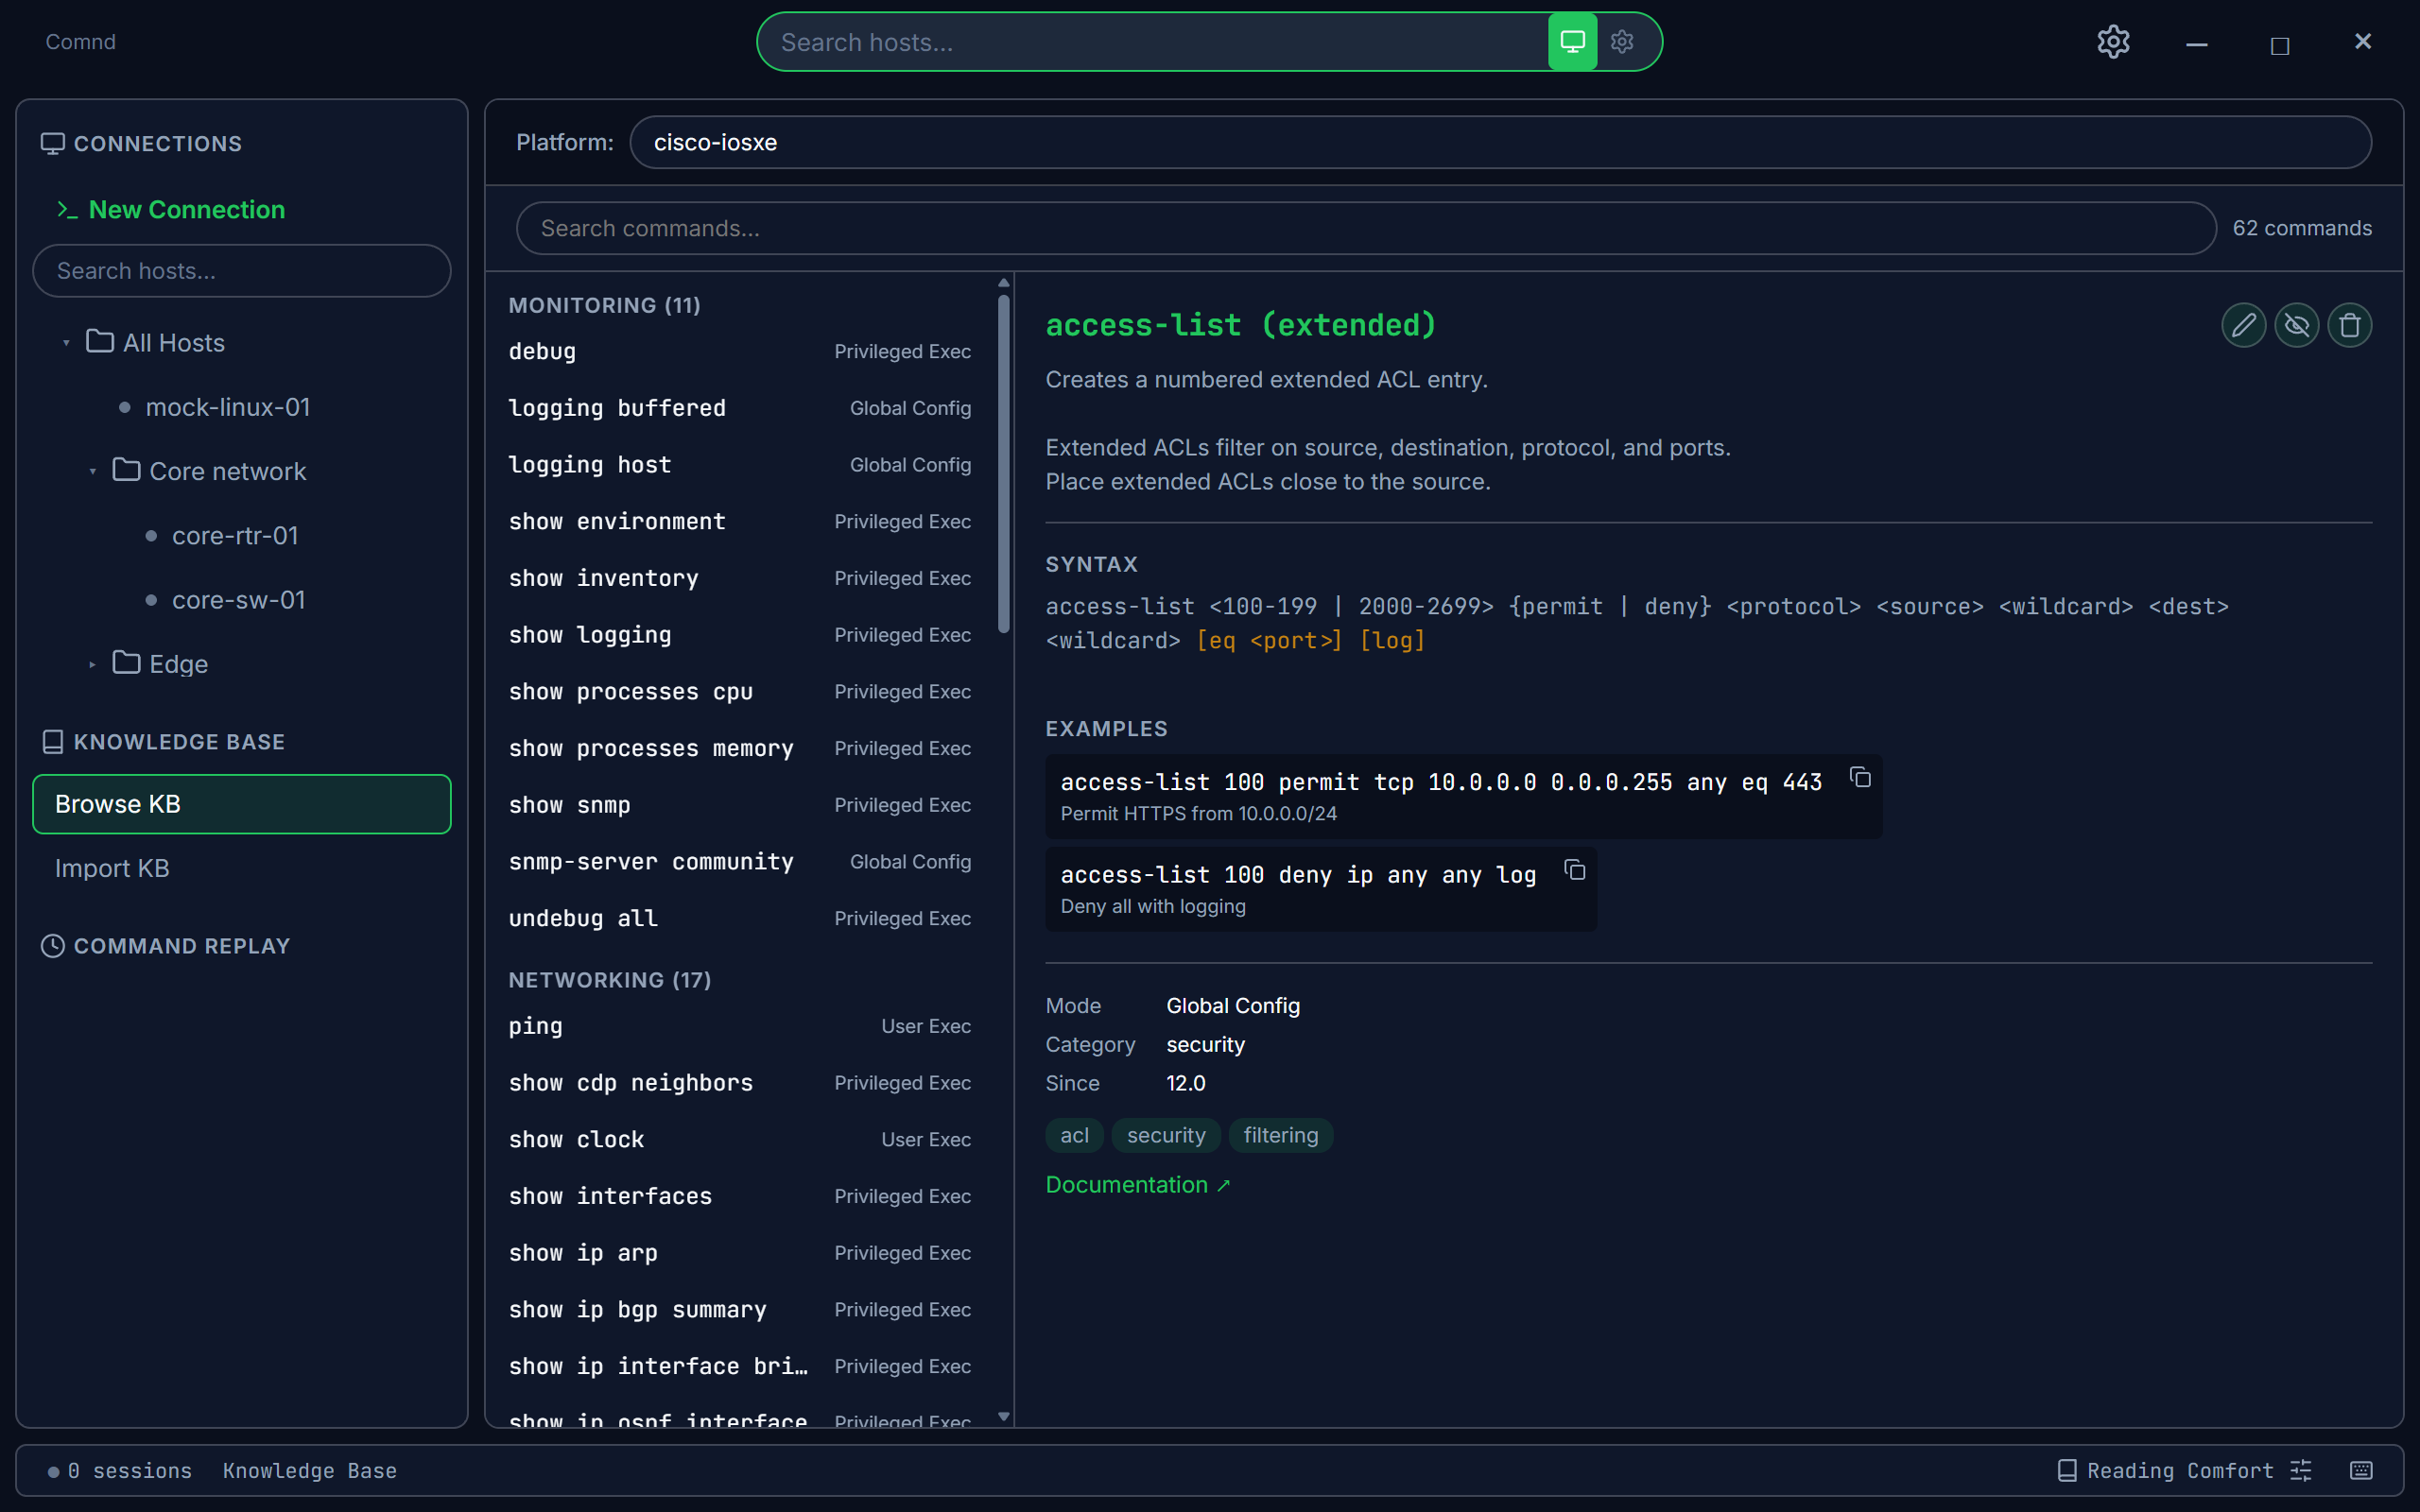 Comnd
Search hosts...
CONNECTIONS
New Connection
Search hosts...
All Hosts
mock-linux-01
Core network
core-rtr-01
core-sw-01
Edge
KNOWLEDGE BASE
Browse KB
Import KB
COMMAND REPLAY
Platform: cisco-iosxe
Search commands... 62 commands
MONITORING (11)
debug Privileged Exec
logging buffered Global Config
logging host Global Config
show environment Privileged Exec
show inventory Privileged Exec
show logging Privileged Exec
show processes cpu Privileged Exec
show processes memory Privileged Exec
show snmp Privileged Exec
snmp-server community Global Config
undebug all Privileged Exec
NETWORKING (17)
ping User Exec
show cdp neighbors Privileged Exec
show clock User Exec
show interfaces Privileged Exec
show ip arp Privileged Exec
show ip bgp summary Privileged Exec
show ip interface bri… Privileged Exec
show ip ospf interface Privileged Exec
access-list (extended)
Creates a numbered extended ACL entry.
Extended ACLs filter on source, destination, protocol, and ports.
Place extended ACLs close to the source.
SYNTAX
access-list <100-199 | 2000-2699> {permit | deny} <protocol> <source> <wildcard> <dest>
<wildcard> [eq <port>] [log]
EXAMPLES
access-list 100 permit tcp 10.0.0.0 0.0.0.255 any eq 443
Permit HTTPS from 10.0.0.0/24
access-list 100 deny ip any any log
Deny all with logging
Mode Global Config
Category security
Since 12.0
acl security filtering
Documentation ↗
0 sessions Knowledge Base
Reading Comfort